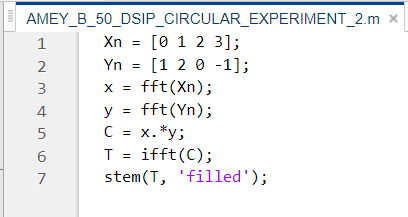 AMEY_B_50_DSIP_CIRCULAR_EXPERIMENT_2.m ×
1 Xn = [0 1 2 3];
2 Yn = [1 2 0 -1];
3 x = fft(Xn);
4 y = fft(Yn);
5 C = x.*y;
6 T = ifft(C);
7 stem(T, 'filled');